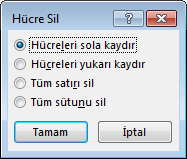 Hücre Sil
Hücreleri sola kaydır
Hücreleri yukarı kaydır
Tüm satırı sil
Tüm sütunu sil
Tamam
İptal